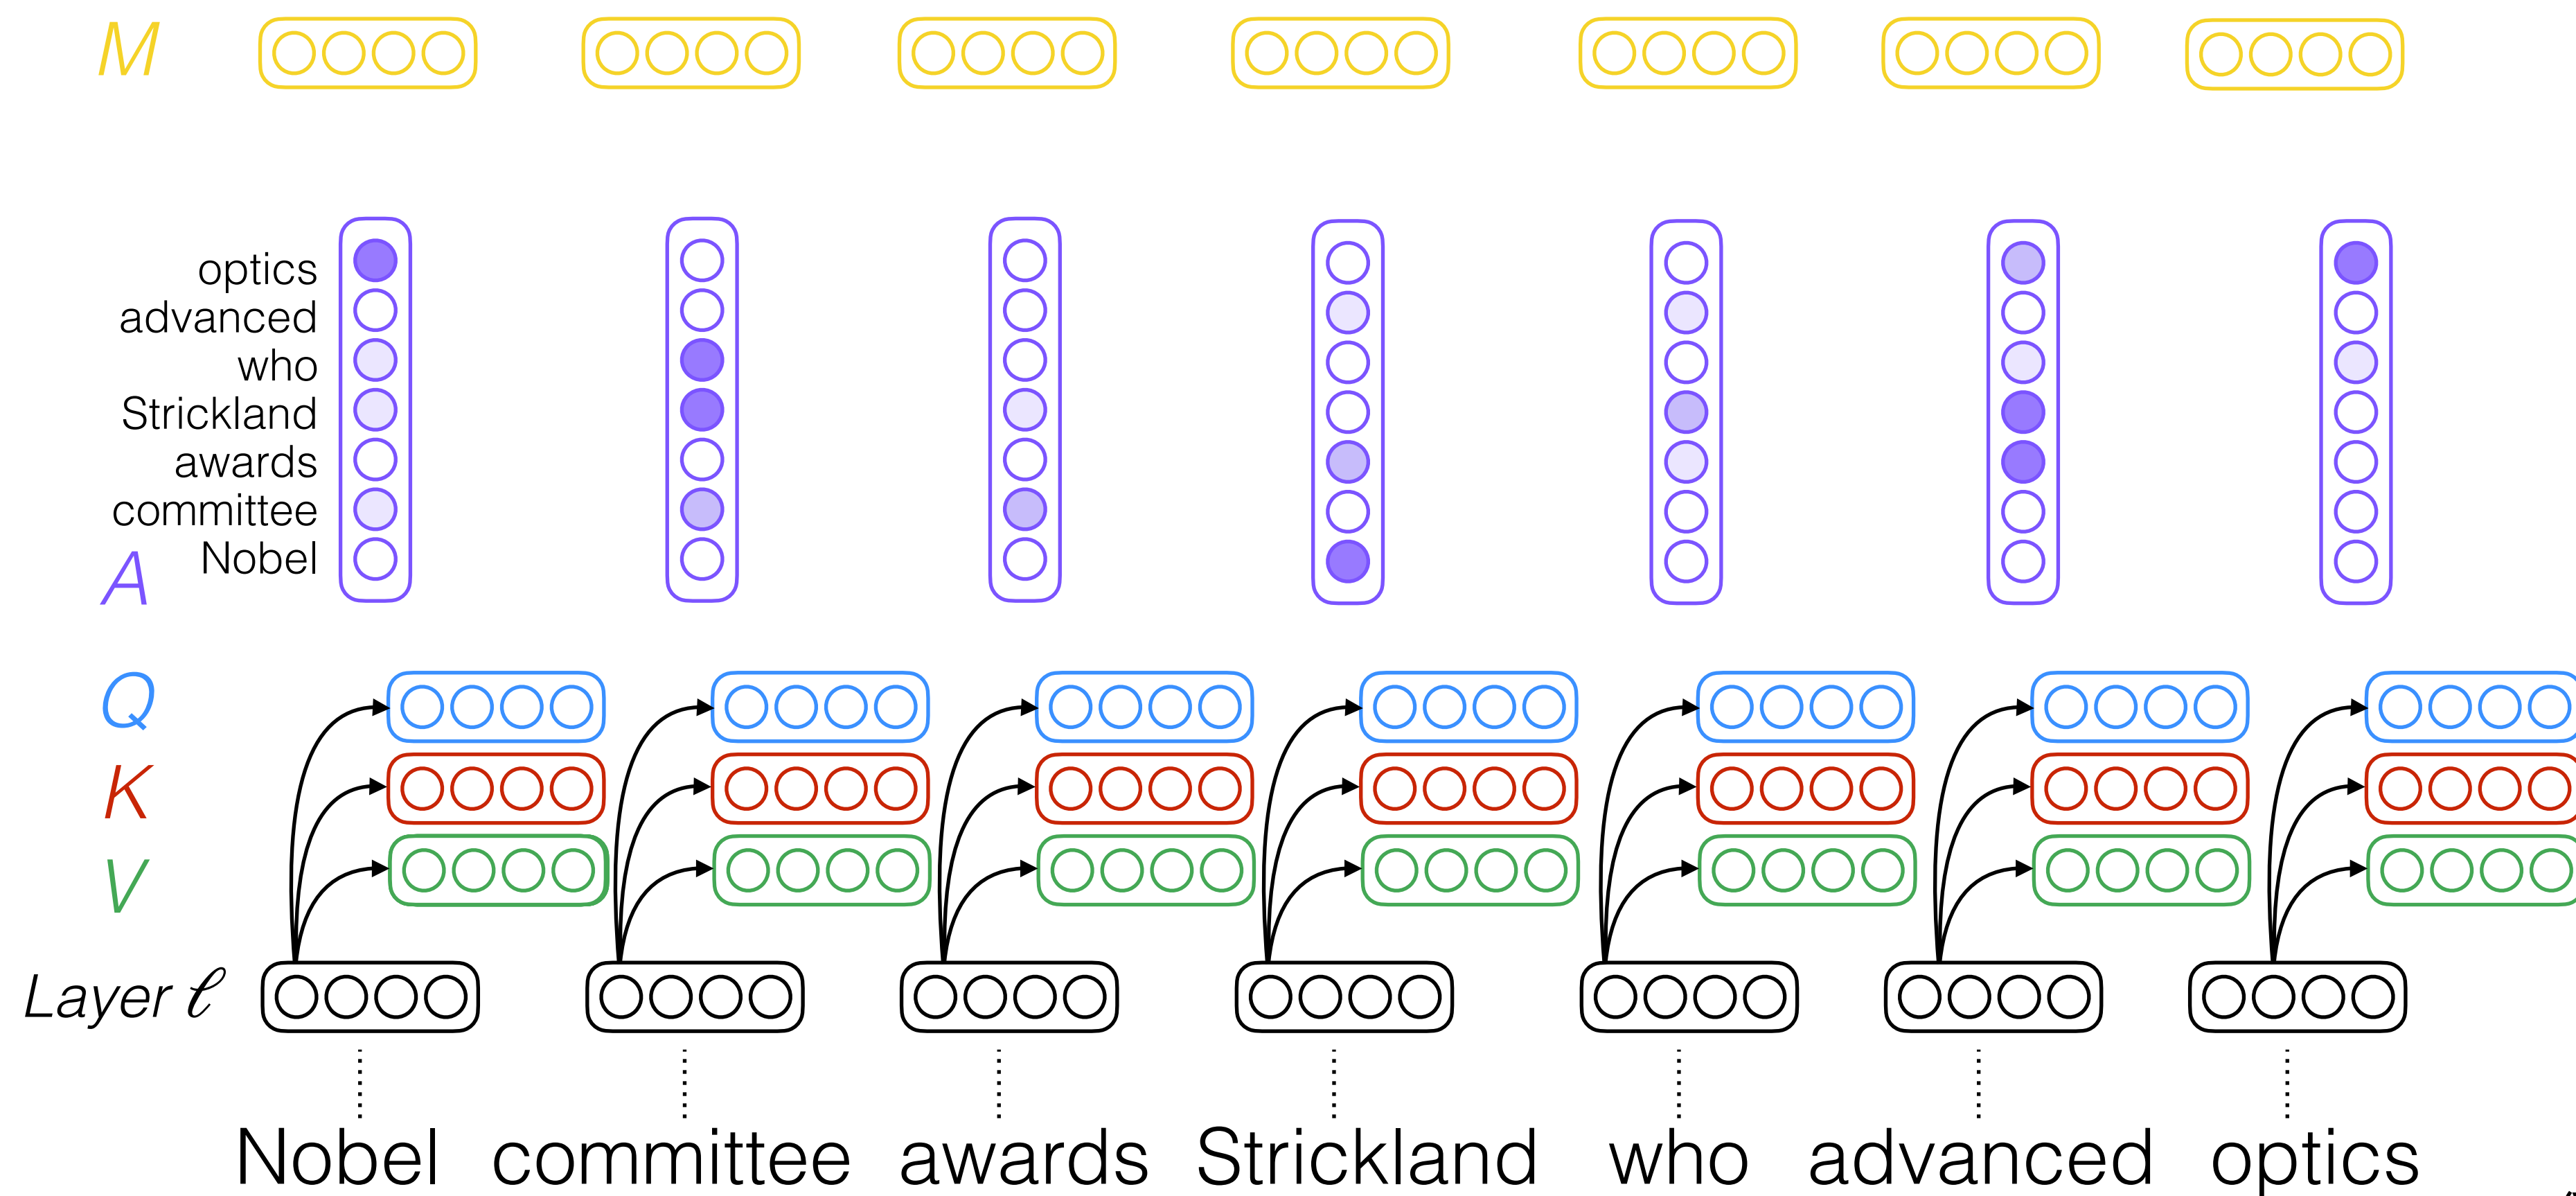 M
optics
advanced
who
Strickland
awards
committee
Nobel
A
Q
K
V
Layer ℓ
Nobel committee awards Strickland who advanced optics